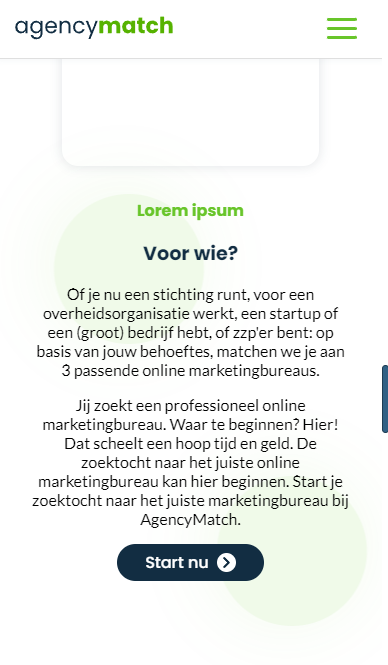 agencymatch
Lorem ipsum
Voor wie?
Of je nu een stichting runt, voor een
overheidsorganisatie werkt, een startup of
een (groot) bedrijf hebt, of zzp'er bent: op
basis van jouw behoeftes, matchen we je aan
3 passende online marketingbureaus.
Jij zoekt een professioneel online
marketingbureau. Waar te beginnen? Hier!
Dat scheelt een hoop tijd en geld. De
zoektocht naar het juiste online
marketingbureau kan hier beginnen. Start je
zoektocht naar het juiste marketingbureau bij
AgencyMatch.
Start nu